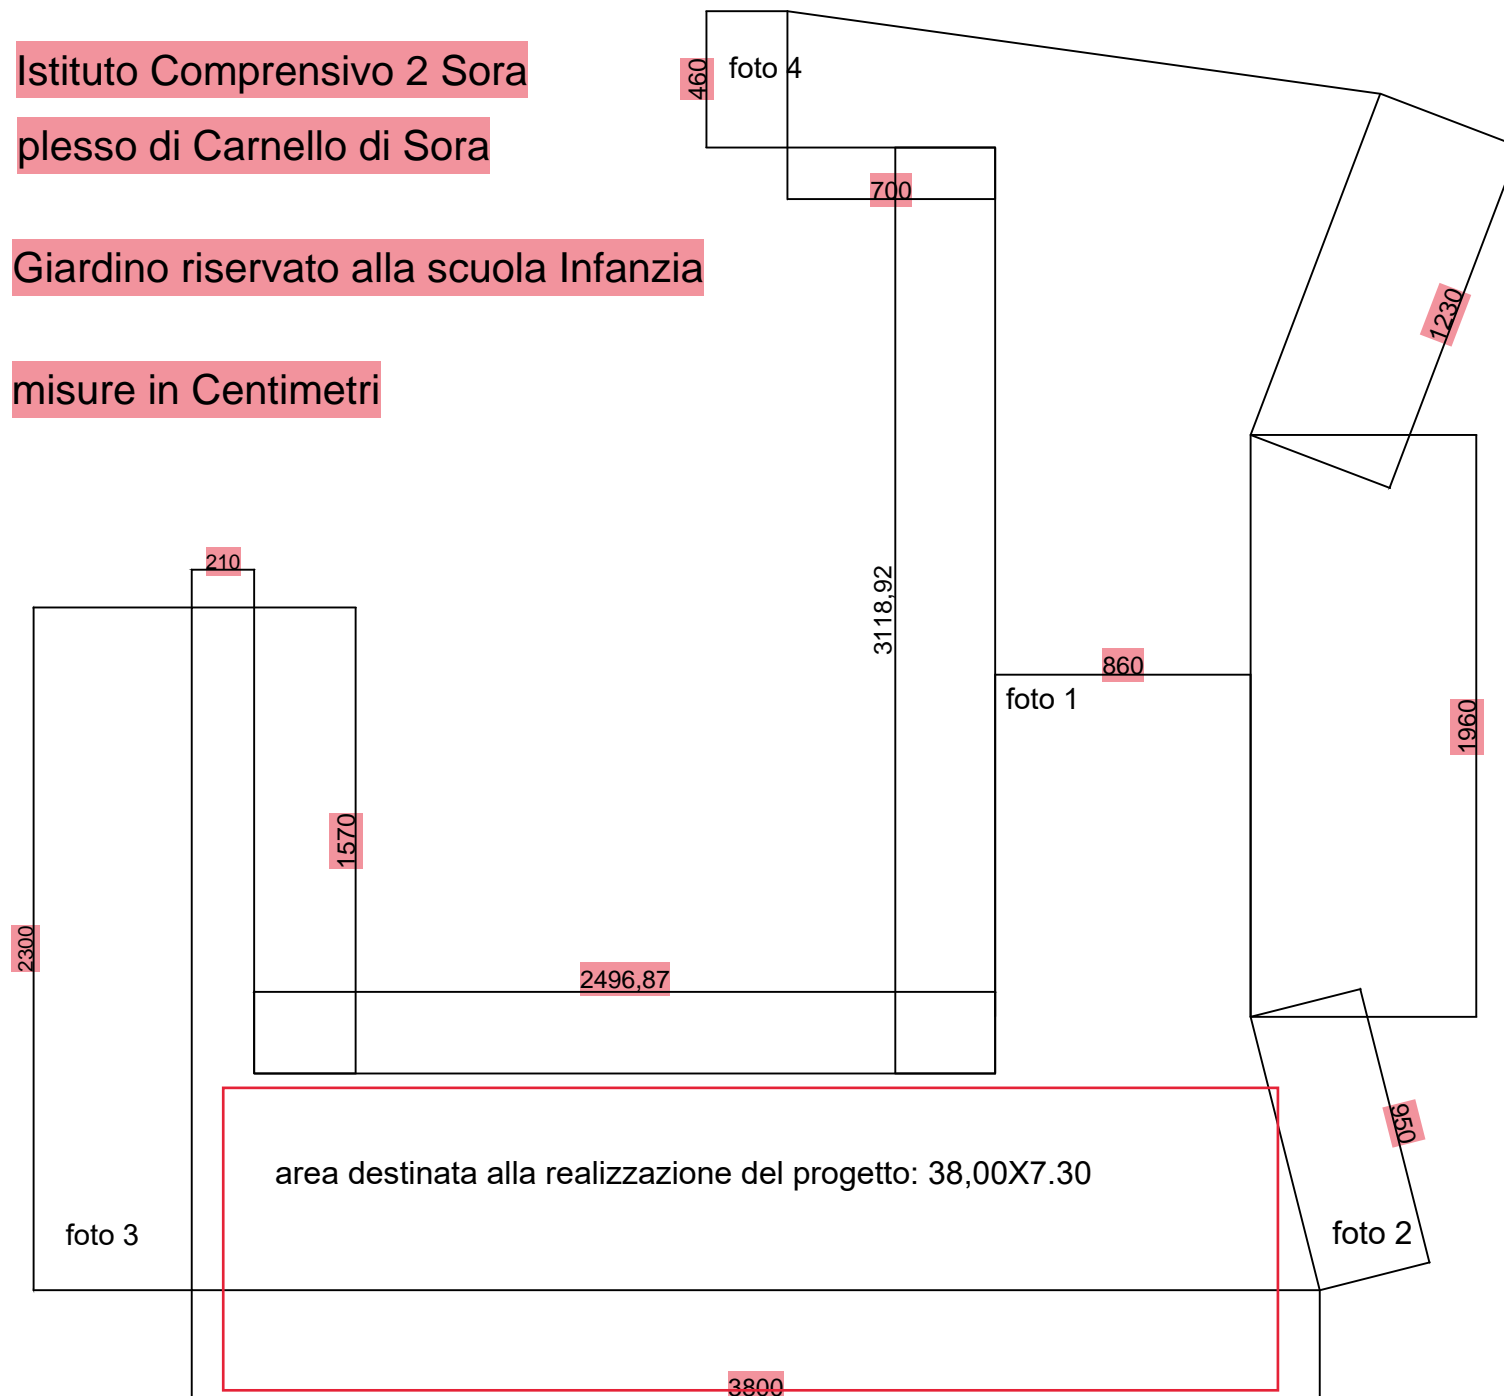 Istituto Comprensivo 2 Sora
plesso di Carnello di Sora
Giardino riservato alla scuola Infanzia
misure in Centimetri
foto 4
460
700
1230
210
3118,92
860
foto 1
1960
1570
2300
2496,87
950
area destinata alla realizzazione del progetto: 38,00X7.30
foto 3
foto 2
3800